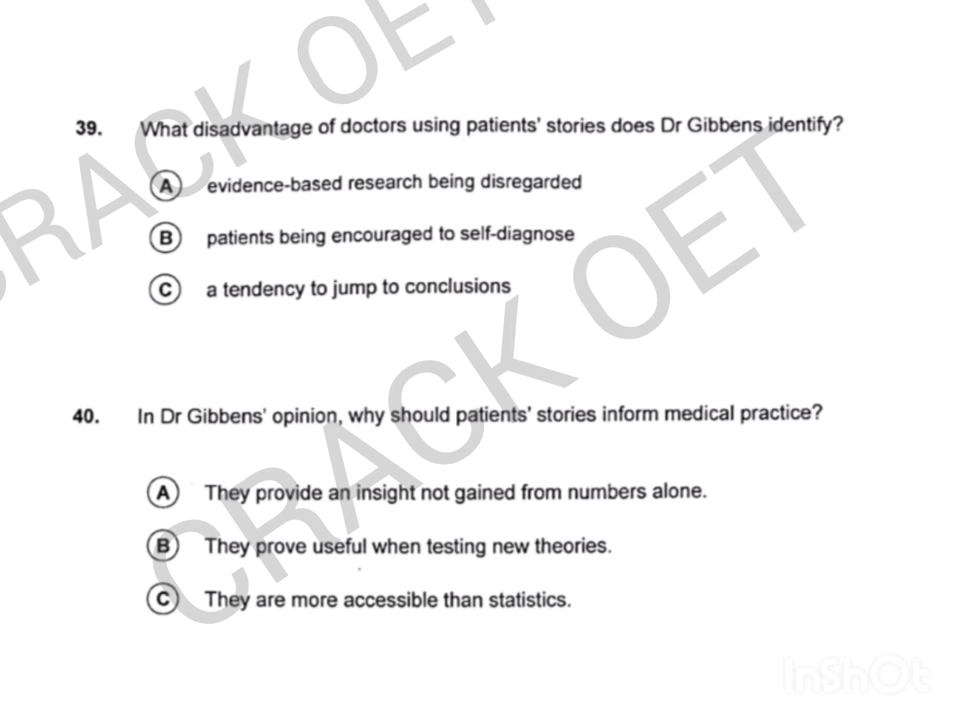 CRACK OET
39. What disadvantage of doctors using patients' stories does Dr Gibbens identify?
A evidence-based research being disregarded
B patients being encouraged to self-diagnose
C a tendency to jump to conclusions
CRACK OET
40. In Dr Gibbens' opinion, why should patients' stories inform medical practice?
A They provide an insight not gained from numbers alone.
B They prove useful when testing new theories.
C They are more accessible than statistics.
InShOt